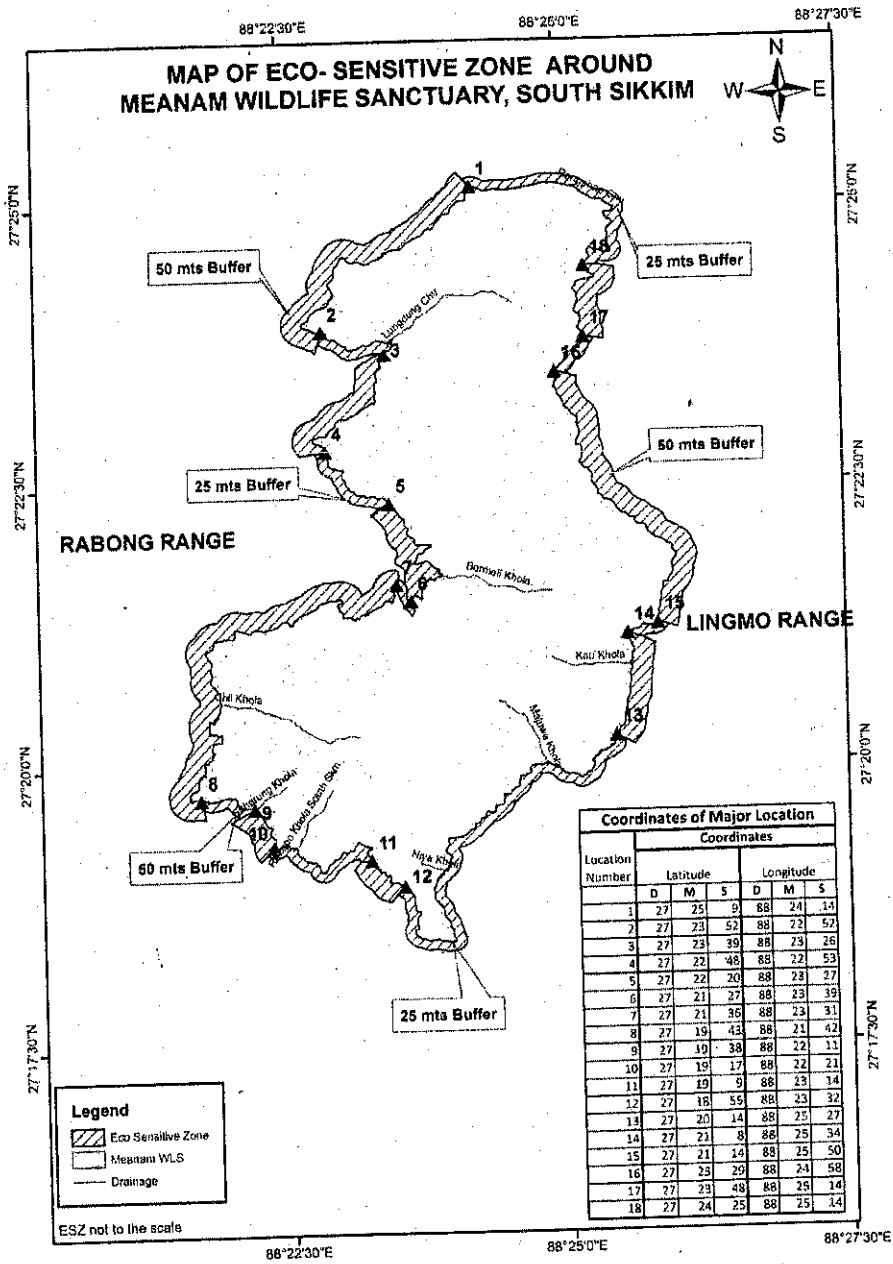 88°22'30"E
88°25'0"E
88°27'30"E
MAP OF ECO- SENSITIVE ZONE AROUND
MEANAM WILDLIFE SANCTUARY, SOUTH SIKKIM
N
W
E
S
27°25'0"N
27°25'0"N
1
50 mts Buffer
18
25 mts Buffer
2
Lungdung Chu
17
3
16
4
50 mts Buffer
27°22'30"N
27°22'30"N
25 mts Buffer
5
RABONG RANGE
7
6
Barmeli Khola
14
15
LINGMO RANGE
Kali Khola
Khola
13
27°20'0"N
27°20'0"N
8
Khola
9
10
Khola South Skm
50 mts Buffer
11
Niya Khola
12
25 mts Buffer
27°17'30"N
27°17'30"N
Coordinates of Major Location
Coordinates
Location
Number
Latitude
Longitude
D M S D M S
1 27 25 9 88 24 14
2 27 23 52 88 22 52
3 27 23 39 88 23 26
4 27 22 48 88 22 53
5 27 22 20 88 23 27
6 27 21 27 88 23 39
7 27 21 36 88 23 31
8 27 19 43 88 21 42
9 27 19 38 88 22 11
10 27 19 17 88 22 21
11 27 19 9 88 23 14
12 27 18 55 88 23 32
13 27 20 14 88 25 27
14 27 21 8 88 25 34
15 27 21 14 88 25 50
16 27 23 29 88 24 58
17 27 23 48 88 25 14
18 27 24 25 88 25 14
Legend
Eco Sensitive Zone
Meanam WLS
Drainage
ESZ not to the scale
88°22'30"E
88°25'0"E
88°27'30"E